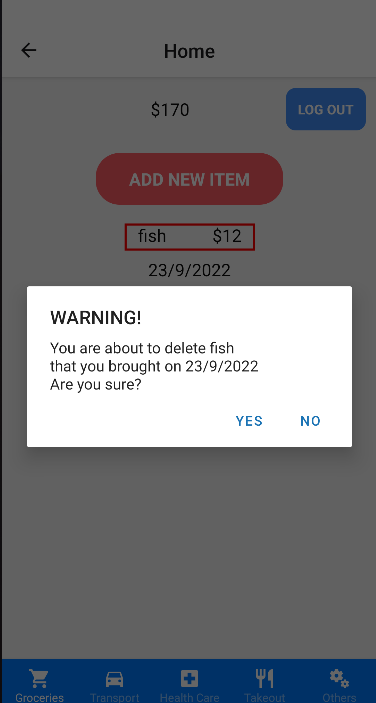 Home
$170
LOG OUT
ADD NEW ITEM
fish $12
23/9/2022
WARNING!
You are about to delete fish
that you brought on 23/9/2022
Are you sure?
YES NO
Groceries Transport Health Care Takeout Others